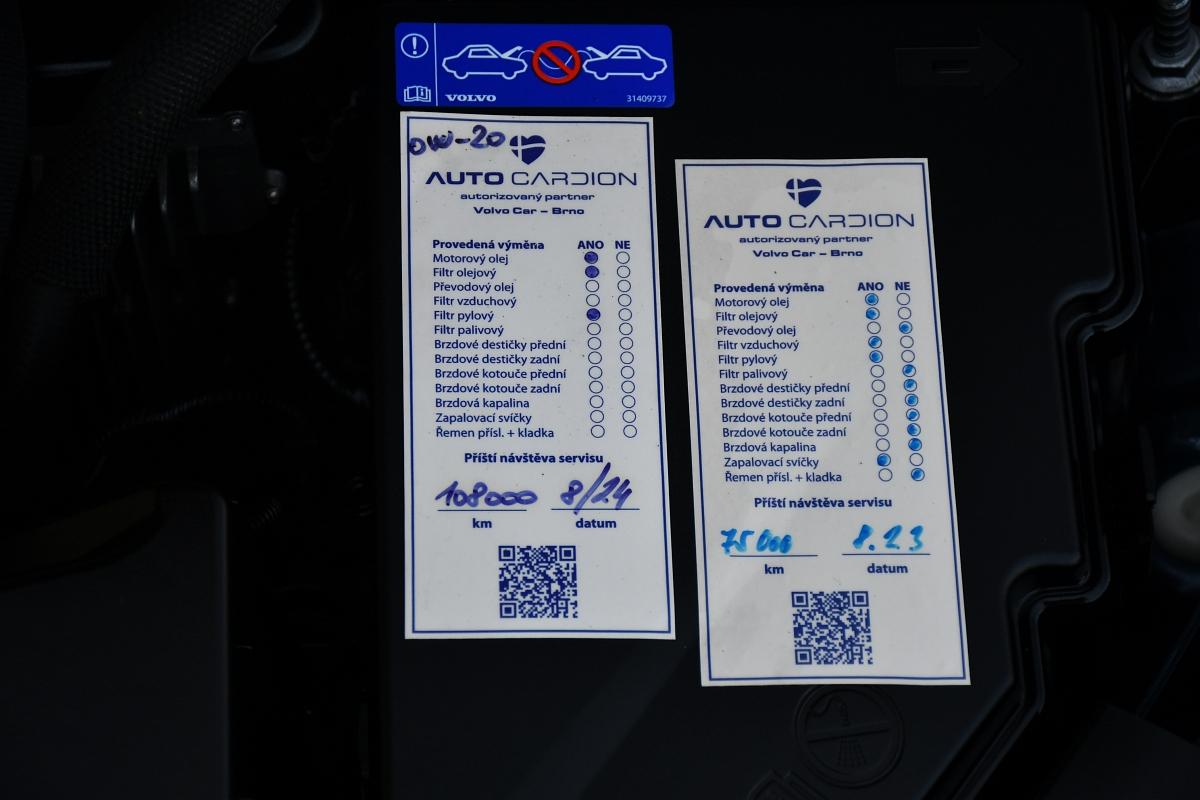 VOLVO
31409737
0W-20
AUTO CARDION
autorizovaný partner
Volvo Car – Brno
Provedená výměna ANO NE
Motorový olej
Filtr olejový
Převodový olej
Filtr vzduchový
Filtr pylový
Filtr palivový
Brzdové destičky přední
Brzdové destičky zadní
Brzdové kotouče přední
Brzdové kotouče zadní
Brzdová kapalina
Zapalovací svíčky
Řemen přísl. + kladka
Příští návštěva servisu
108000 8/24
km datum
AUTO CARDION
autorizovaný partner
Volvo Car – Brno
Provedená výměna ANO NE
Motorový olej
Filtr olejový
Převodový olej
Filtr vzduchový
Filtr pylový
Filtr palivový
Brzdové destičky přední
Brzdové destičky zadní
Brzdové kotouče přední
Brzdové kotouče zadní
Brzdová kapalina
Zapalovací svíčky
Řemen přísl. + kladka
Příští návštěva servisu
75000 8.23
km datum